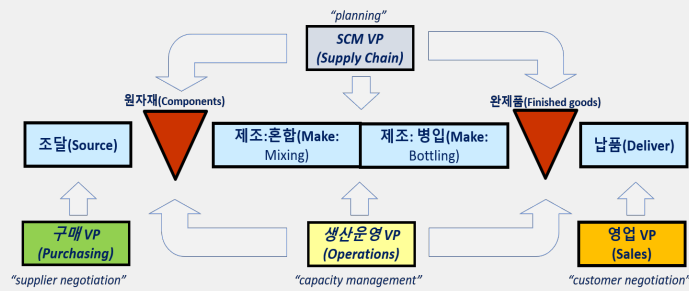 “planning”
SCM VP
(Supply Chain)
원자재(Components)
완제품(Finished goods)
조달(Source)
제조:혼합(Make:
Mixing)
제조: 병입(Make:
Bottling)
납품(Deliver)
구매 VP
(Purchasing)
생산운영 VP
(Operations)
영업 VP
(Sales)
“supplier negotiation”
“capacity management”
“customer negotiation”